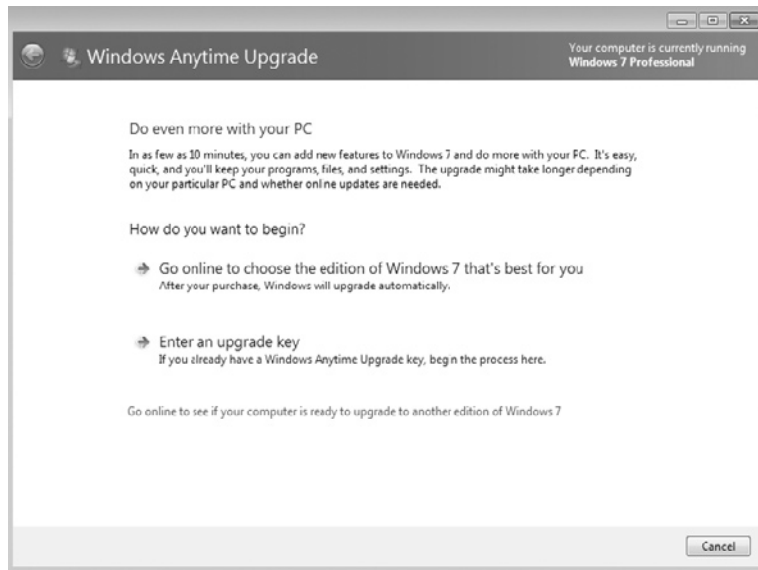 Windows Anytime Upgrade
Your computer is currently running
Windows 7 Professional
Do even more with your PC
In as few as 10 minutes, you can add new features to Windows 7 and do more with your PC. It's easy,
quick, and you'll keep your programs, files, and settings. The upgrade might take longer depending
on your particular PC and whether online updates are needed.
How do you want to begin?
Go online to choose the edition of Windows 7 that's best for you
After your purchase, Windows will upgrade automatically.
Enter an upgrade key
If you already have a Windows Anytime Upgrade key, begin the process here.
Go online to see if your computer is ready to upgrade to another edition of Windows 7
Cancel